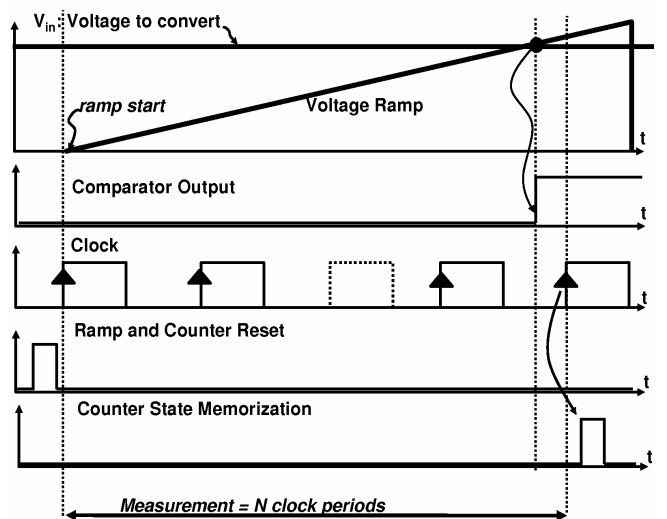 Vin: Voltage to convert
ramp start
Voltage Ramp
t
Comparator Output
t
Clock
t
Ramp and Counter Reset
t
Counter State Memorization
t
Measurement = N clock periods